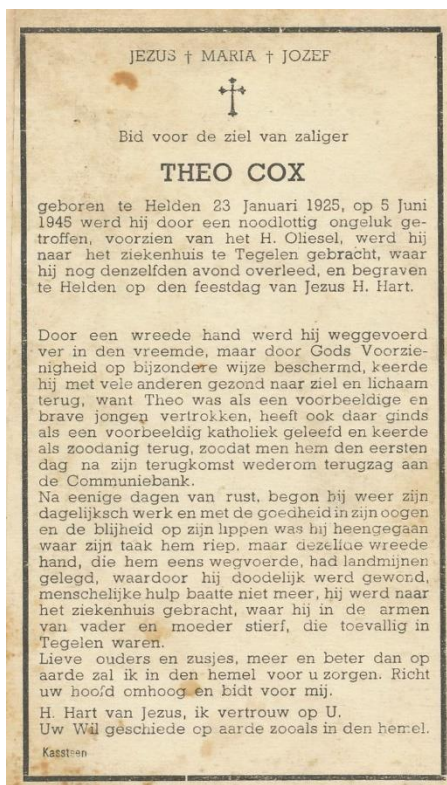 JEZUS † MARIA † JOZEF
Bid voor de ziel van zaliger
THEO COX
geboren te Helden 23 Januari 1925, op 5 Juni
1945 werd hij door een noodlottig ongeluk ge-
troffen, voorzien van het H. Oliesel, werd hij
naar het ziekenhuis te Tegelen gebracht, waar
hij nog denzelfden avond overleed, en begraven
te Helden op den feestdag van Jezus H. Hart.
Door een wreede hand werd hij weggevoerd
ver in den vreemde, maar door Gods Voorzie-
nigheid op bijzondere wijze beschermd, keerde
hij met vele anderen gezond naar ziel en lichaam
terug, want Theo was als een voorbeeldige en
brave jongen vertrokken, heeft ook daar ginds
als een voorbeeldig katholiek geleefd en keerde
als zoodanig terug, zoodat men hem den eersten
dag na zijn terugkomst wederom terugzag aan
de Communiebank.
Na eenige dagen van rust, begon hij weer zijn
dagelijksch werk en met de goedheid in zijn oogen
en de blijheid op zijn lippen was hij heengegaan
waar zijn taak hem riep, maar dezelfde wreede
hand, die hem eens wegvoerde, had landmijnen
gelegd, waardoor hij doodelijk werd gewond,
menschelijke hulp baatte niet meer, hij werd naar
het ziekenhuis gebracht, waar hij in de armen
van vader en moeder stierf, die toevallig in
Tegelen waren.
Lieve ouders en zusjes, meer en beter dan op
aarde zal ik in den hemel voor u zorgen. Richt
uw hoofd omhoog en bidt voor mij.
H. Hart van Jezus, ik vertrouw op U.
Uw Wil geschiede op aarde zooals in den hemel.
Kassteen